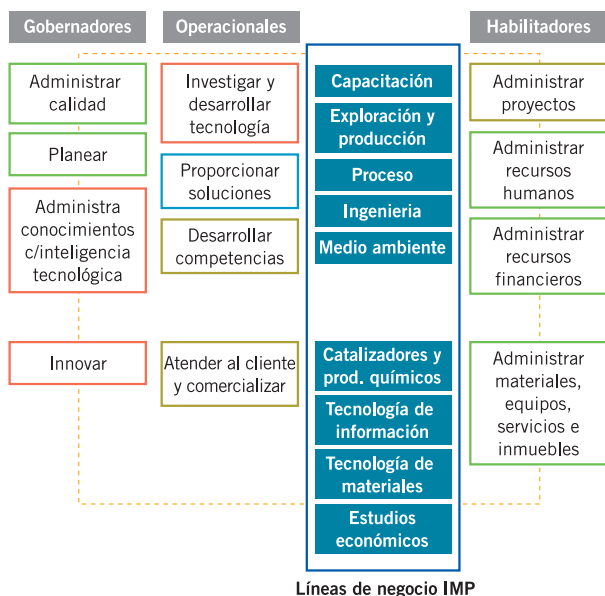 Gobernadores
Administrar
calidad
Planear
Administra
conocimientos
c/inteligencia
tecnológica
Innovar
Operacionales
Investigar y
desarrollar
tecnología
Proporcionar
soluciones
Desarrollar
competencias
Atender al cliente
y comercializar
Capacitación
Exploración y
producción
Proceso
Ingenieria
Medio ambiente
Catalizadores y
prod. químicos
Tecnología de
información
Tecnología de
materiales
Estudios
económicos
Líneas de negocio IMP
Habilitadores
Administrar
proyectos
Administrar
recursos
humanos
Administrar
recursos
financieros
Administrar
materiales,
equipos,
servicios e
inmuebles